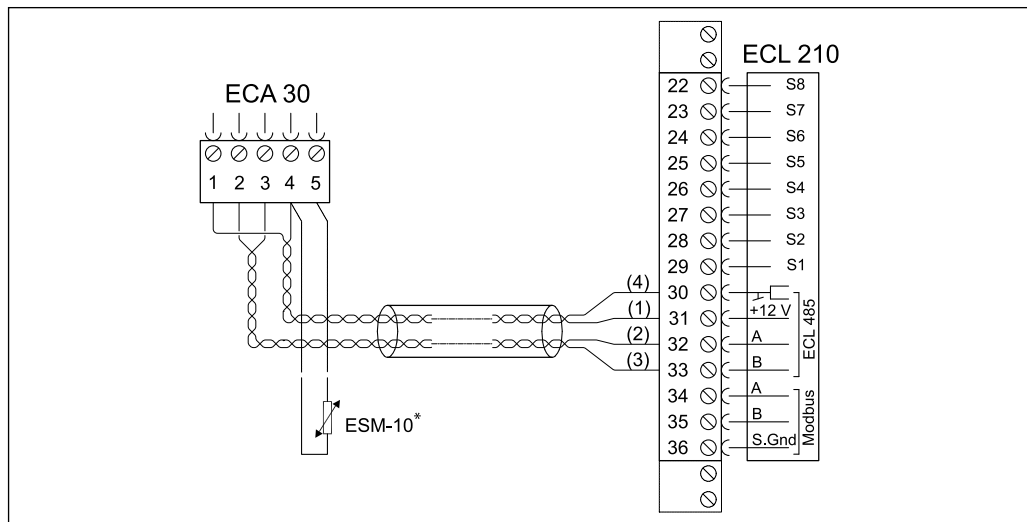 ECA 30
1 2 3 4 5
ESM-10*
ECL 210
22 S8
23 S7
24 S6
25 S5
26 S4
27 S3
28 S2
29 S1
(4) 30
(1) 31 +12 V
(2) 32 A
(3) 33 B
ECL 485
34 A
35 B
36 S.Gnd
Modbus